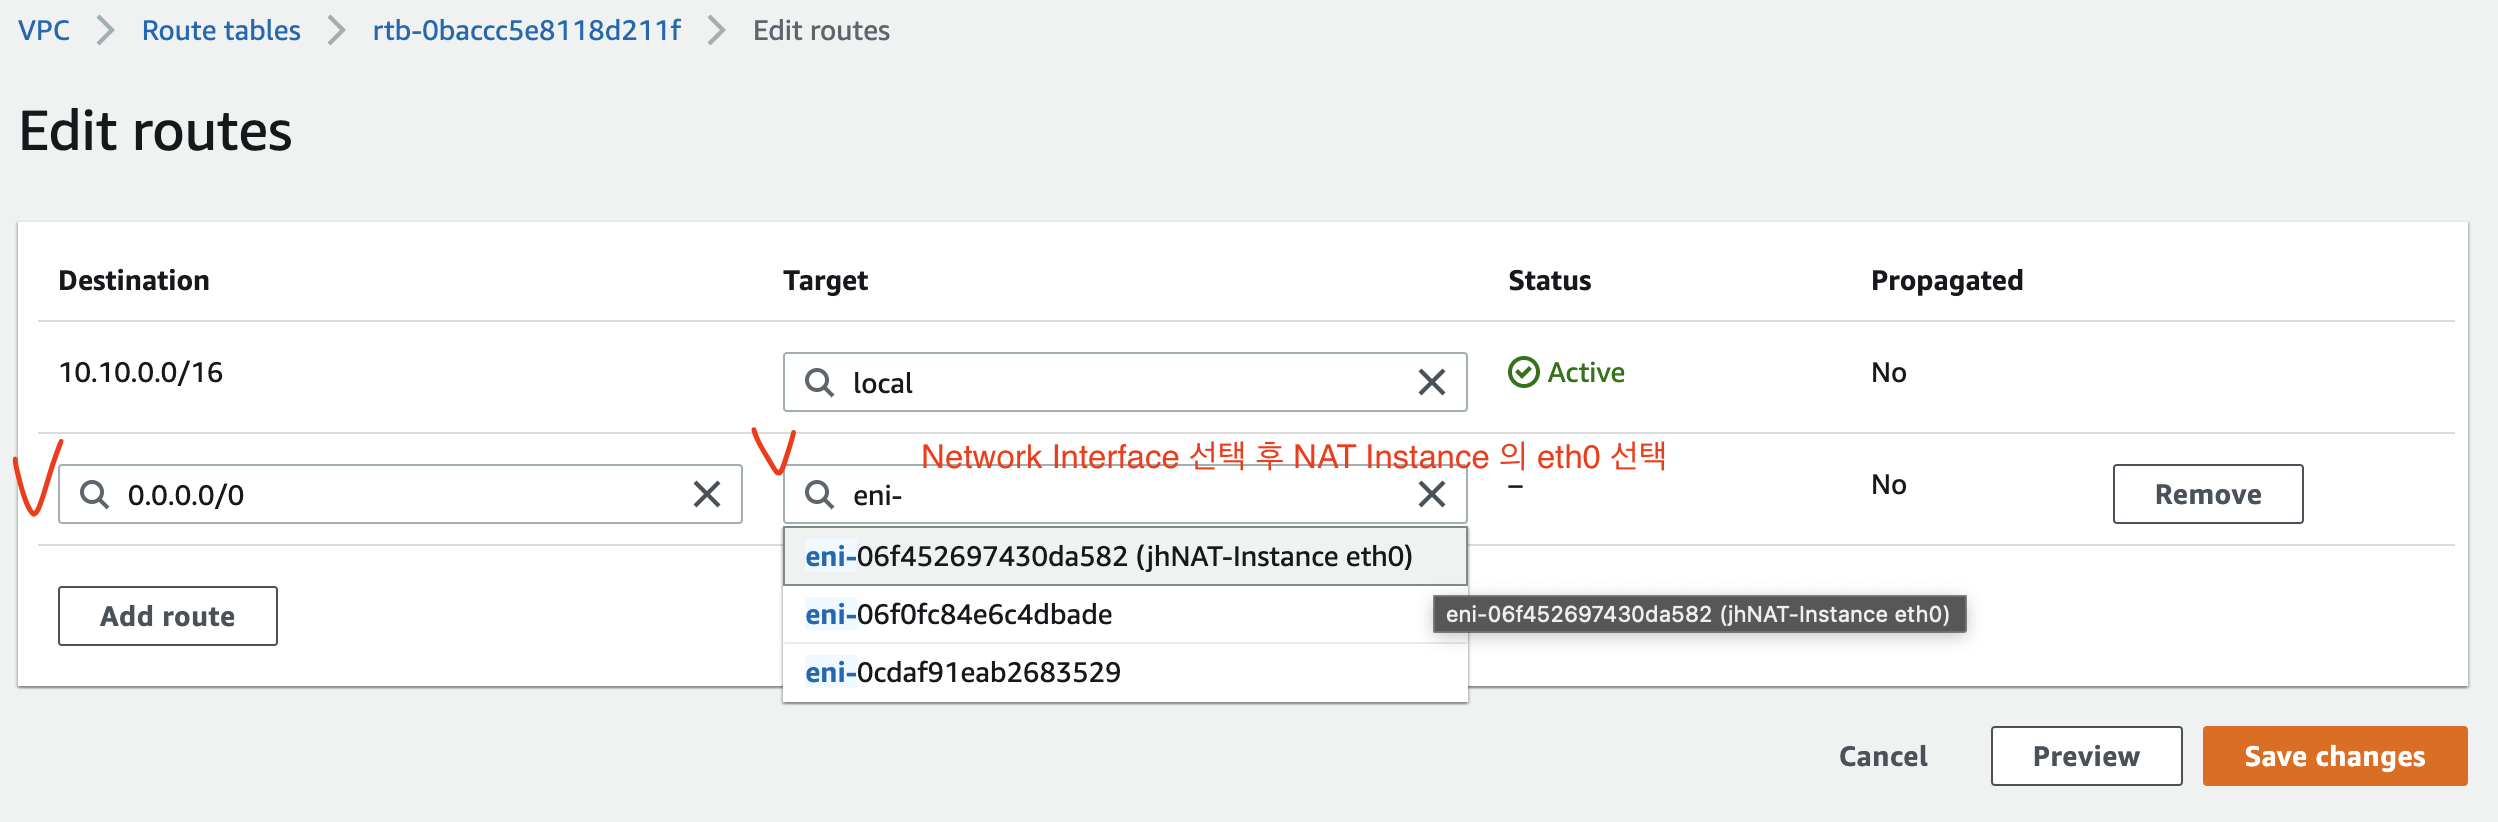 VPC > Route tables > rtb-0baccc5e8118d211f > Edit routes
Edit routes
Destination Target Status Propagated
10.10.0.0/16 local Active No
Network Interface 선택 후 NAT Instance 의 eth0 선택
0.0.0.0/0 eni- – No Remove
eni-06f452697430da582 (jhNAT-Instance eth0)
Add route
eni-06f0fc84e6c4dbade
eni-06f452697430da582 (jhNAT-Instance eth0)
eni-0cdaf91eab2683529
Cancel Preview Save changes